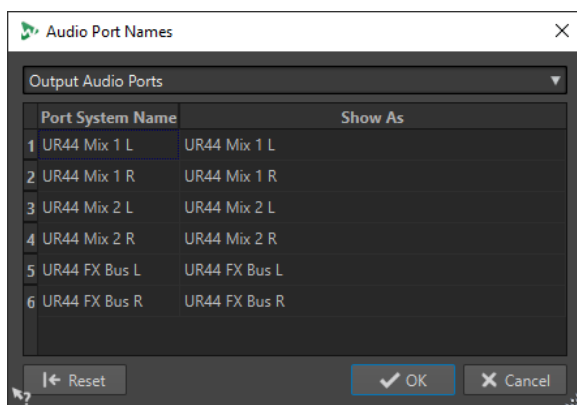 Audio Port Names
Output Audio Ports
Port System Name Show As
1 UR44 Mix 1 L UR44 Mix 1 L
2 UR44 Mix 1 R UR44 Mix 1 R
3 UR44 Mix 2 L UR44 Mix 2 L
4 UR44 Mix 2 R UR44 Mix 2 R
5 UR44 FX Bus L UR44 FX Bus L
6 UR44 FX Bus R UR44 FX Bus R
? Reset OK Cancel